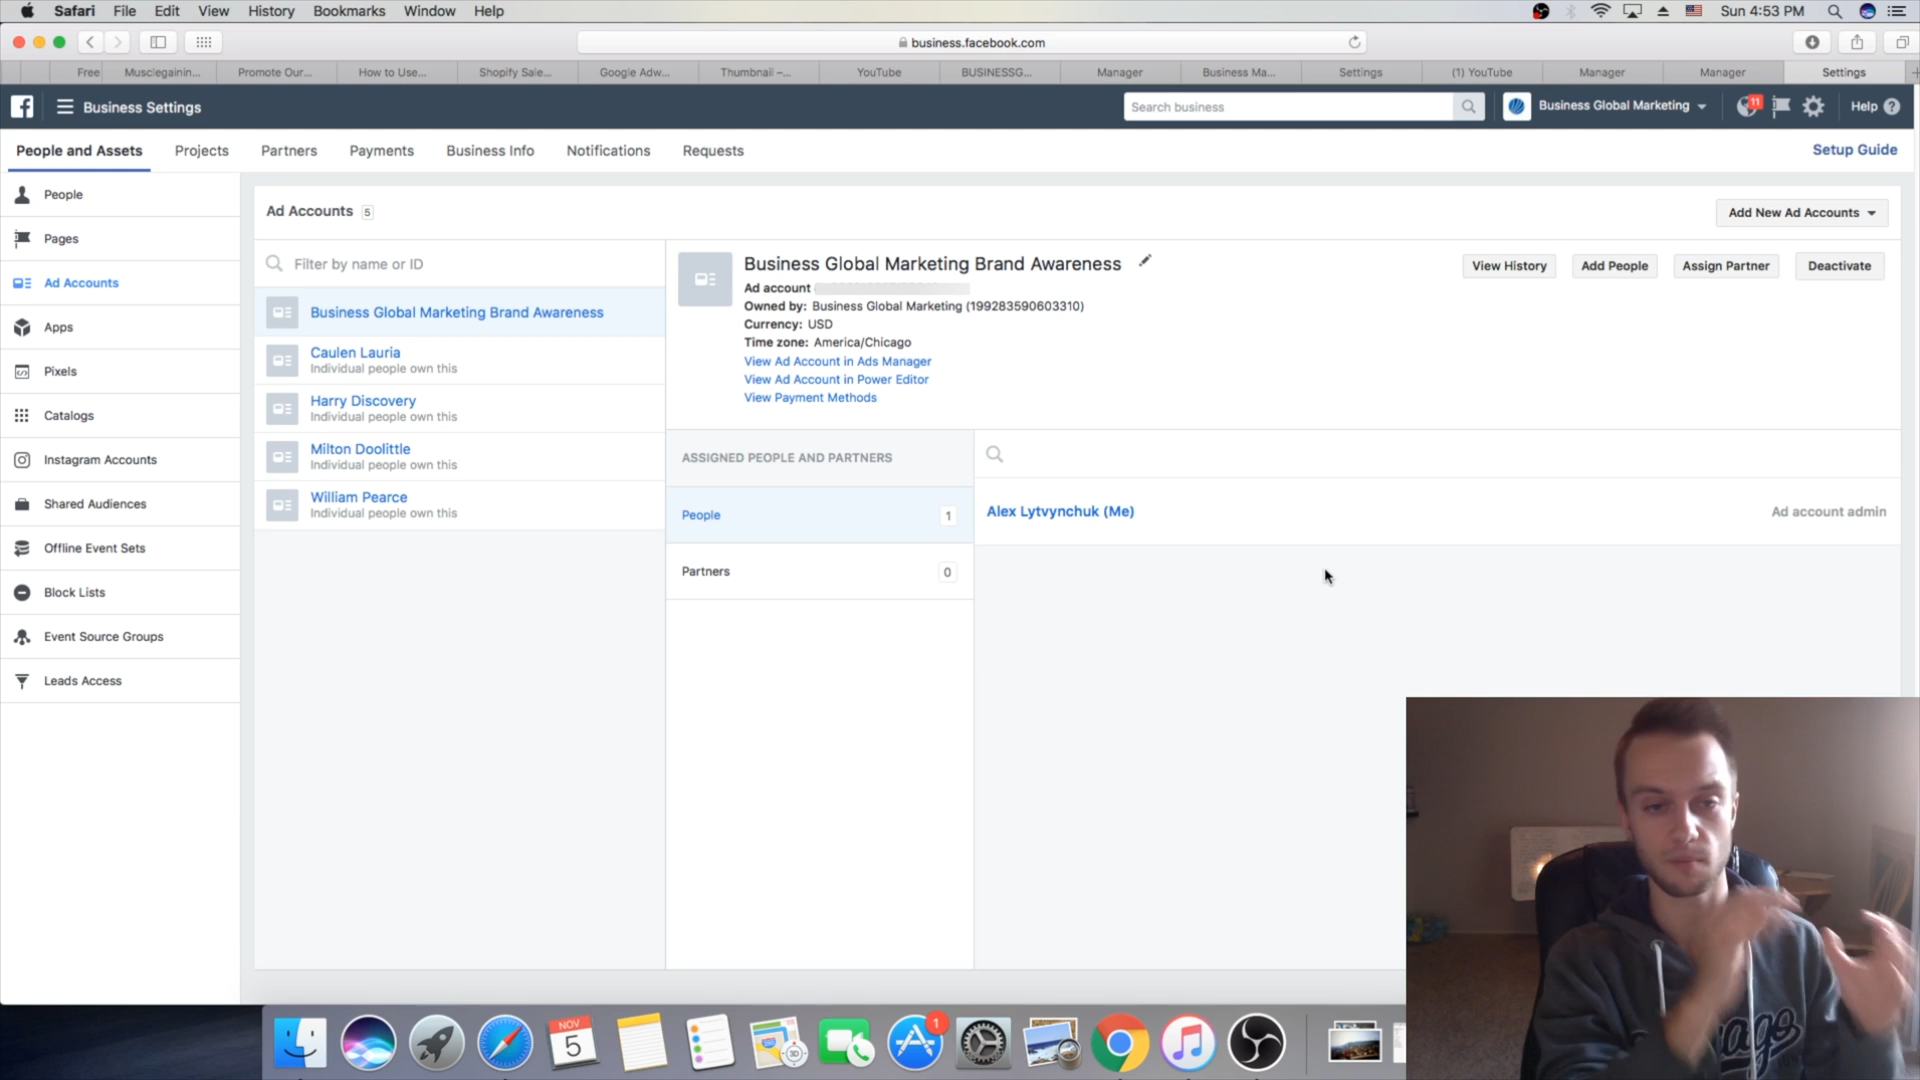 Safari File Edit View History Bookmarks Window Help Sun 4:53 PM
business.facebook.com
Free Musclegainin... Promote Our... How to Use... Shopify Sale... Google Adw... Thumbnail –... YouTube BUSINESSG... Manager Business Ma... Settings (1) YouTube Manager Manager Settings
Business Settings Search business Business Global Marketing 11 Help
People and Assets Projects Partners Payments Business Info Notifications Requests Setup Guide
People
Pages
Ad Accounts
Apps
Pixels
Catalogs
Instagram Accounts
Shared Audiences
Offline Event Sets
Block Lists
Event Source Groups
Leads Access
Ad Accounts 5 Add New Ad Accounts
Filter by name or ID
Business Global Marketing Brand Awareness
Caulen Lauria
Individual people own this
Harry Discovery
Individual people own this
Milton Doolittle
Individual people own this
William Pearce
Individual people own this
Business Global Marketing Brand Awareness View History Add People Assign Partner Deactivate
Ad account
Owned by: Business Global Marketing (199283590603310)
Currency: USD
Time zone: America/Chicago
View Ad Account in Ads Manager
View Ad Account in Power Editor
View Payment Methods
ASSIGNED PEOPLE AND PARTNERS
People 1
Partners 0
Alex Lytvynchuk (Me) Ad account admin
NOV
5
3D
1